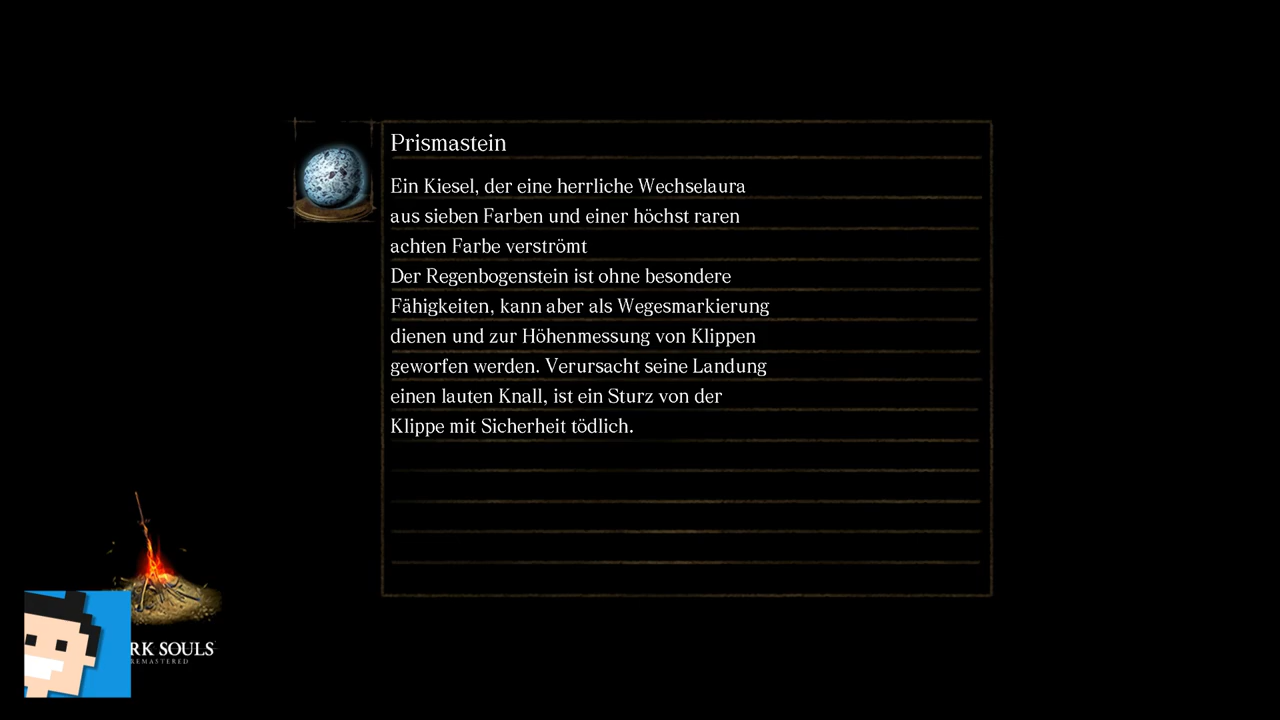 Prismastein
Ein Kiesel, der eine herrliche Wechselaura
aus sieben Farben und einer höchst raren
achten Farbe verströmt
Der Regenbogenstein ist ohne besondere
Fähigkeiten, kann aber als Wegesmarkierung
dienen und zur Höhenmessung von Klippen
geworfen werden. Verursacht seine Landung
einen lauten Knall, ist ein Sturz von der
Klippe mit Sicherheit tödlich.
RK SOULS
REMASTERED